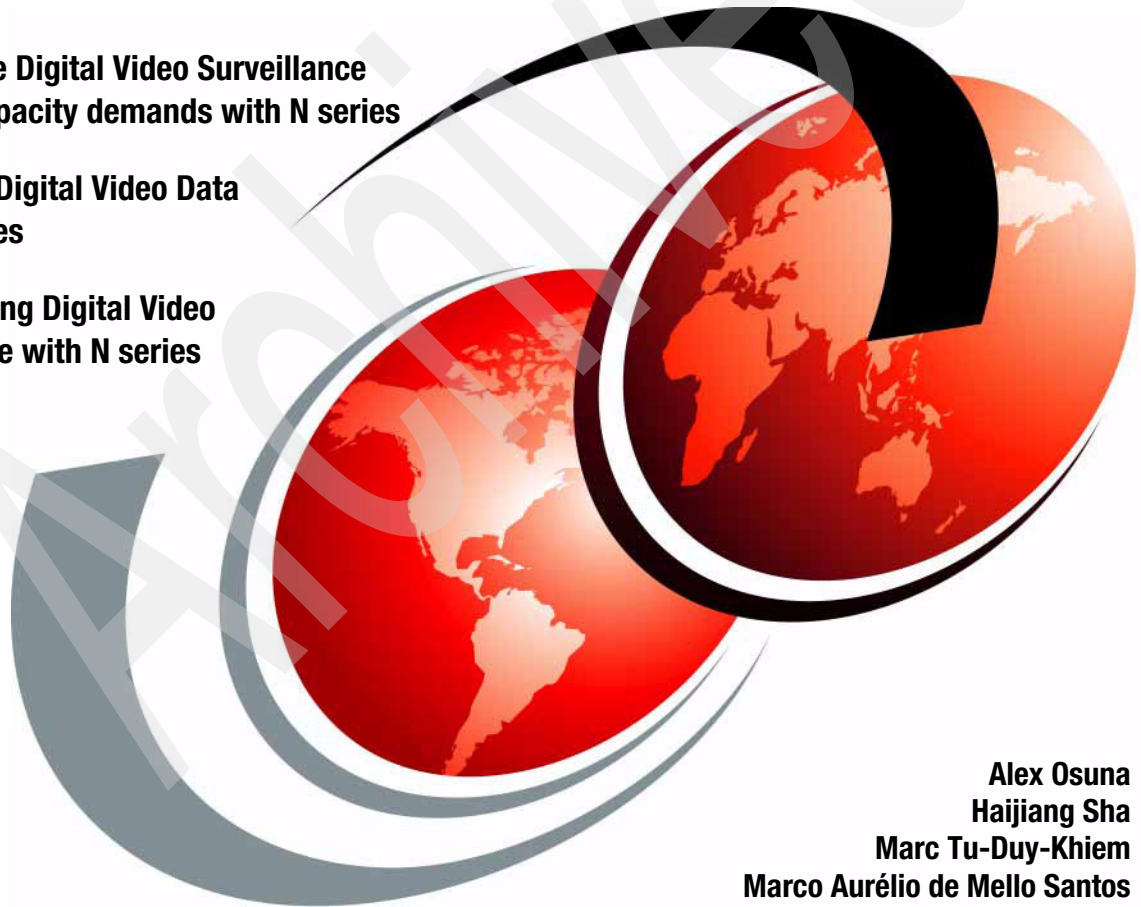 e Digital Video Surveillance
pacity demands with N series
Digital Video Data
es
ng Digital Video
e with N series
Archived
Alex Osuna
Haijiang Sha
Marc Tu-Duy-Khiem
Marco Aurélio de Mello Santos